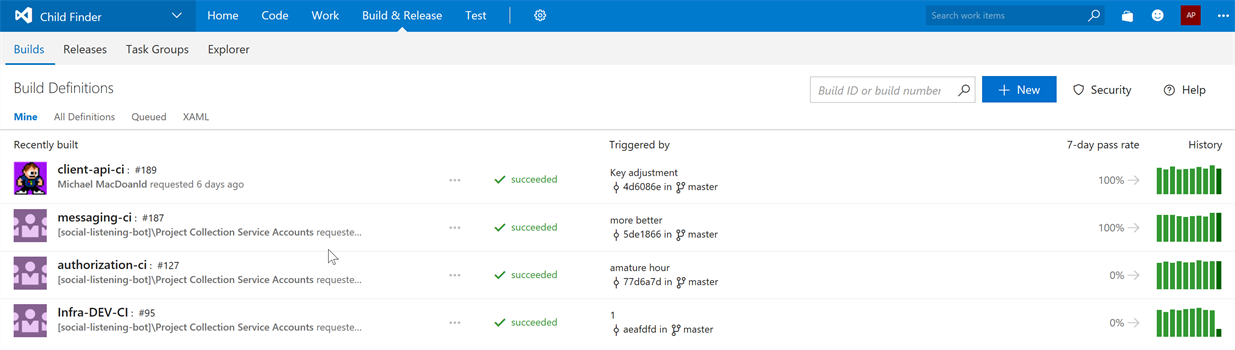 Child Finder Home Code Work Build & Release Test Search work items AP
Builds Releases Task Groups Explorer
Build Definitions Build ID or build number New Security Help
Mine All Definitions Queued XAML
Recently built Triggered by 7-day pass rate History
client-api-ci : #189 succeeded Key adjustment 100%
Michael MacDoanld requested 6 days ago 4d6086e in master
messaging-ci : #187 succeeded more better 100%
[social-listening-bot]\Project Collection Service Accounts requeste... 5de1866 in master
authorization-ci : #127 succeeded amature hour 0%
[social-listening-bot]\Project Collection Service Accounts requeste... 77d6a7d in master
Infra-DEV-CI : #95 succeeded 1 0%
[social-listening-bot]\Project Collection Service Accounts requeste... aeafdfd in master